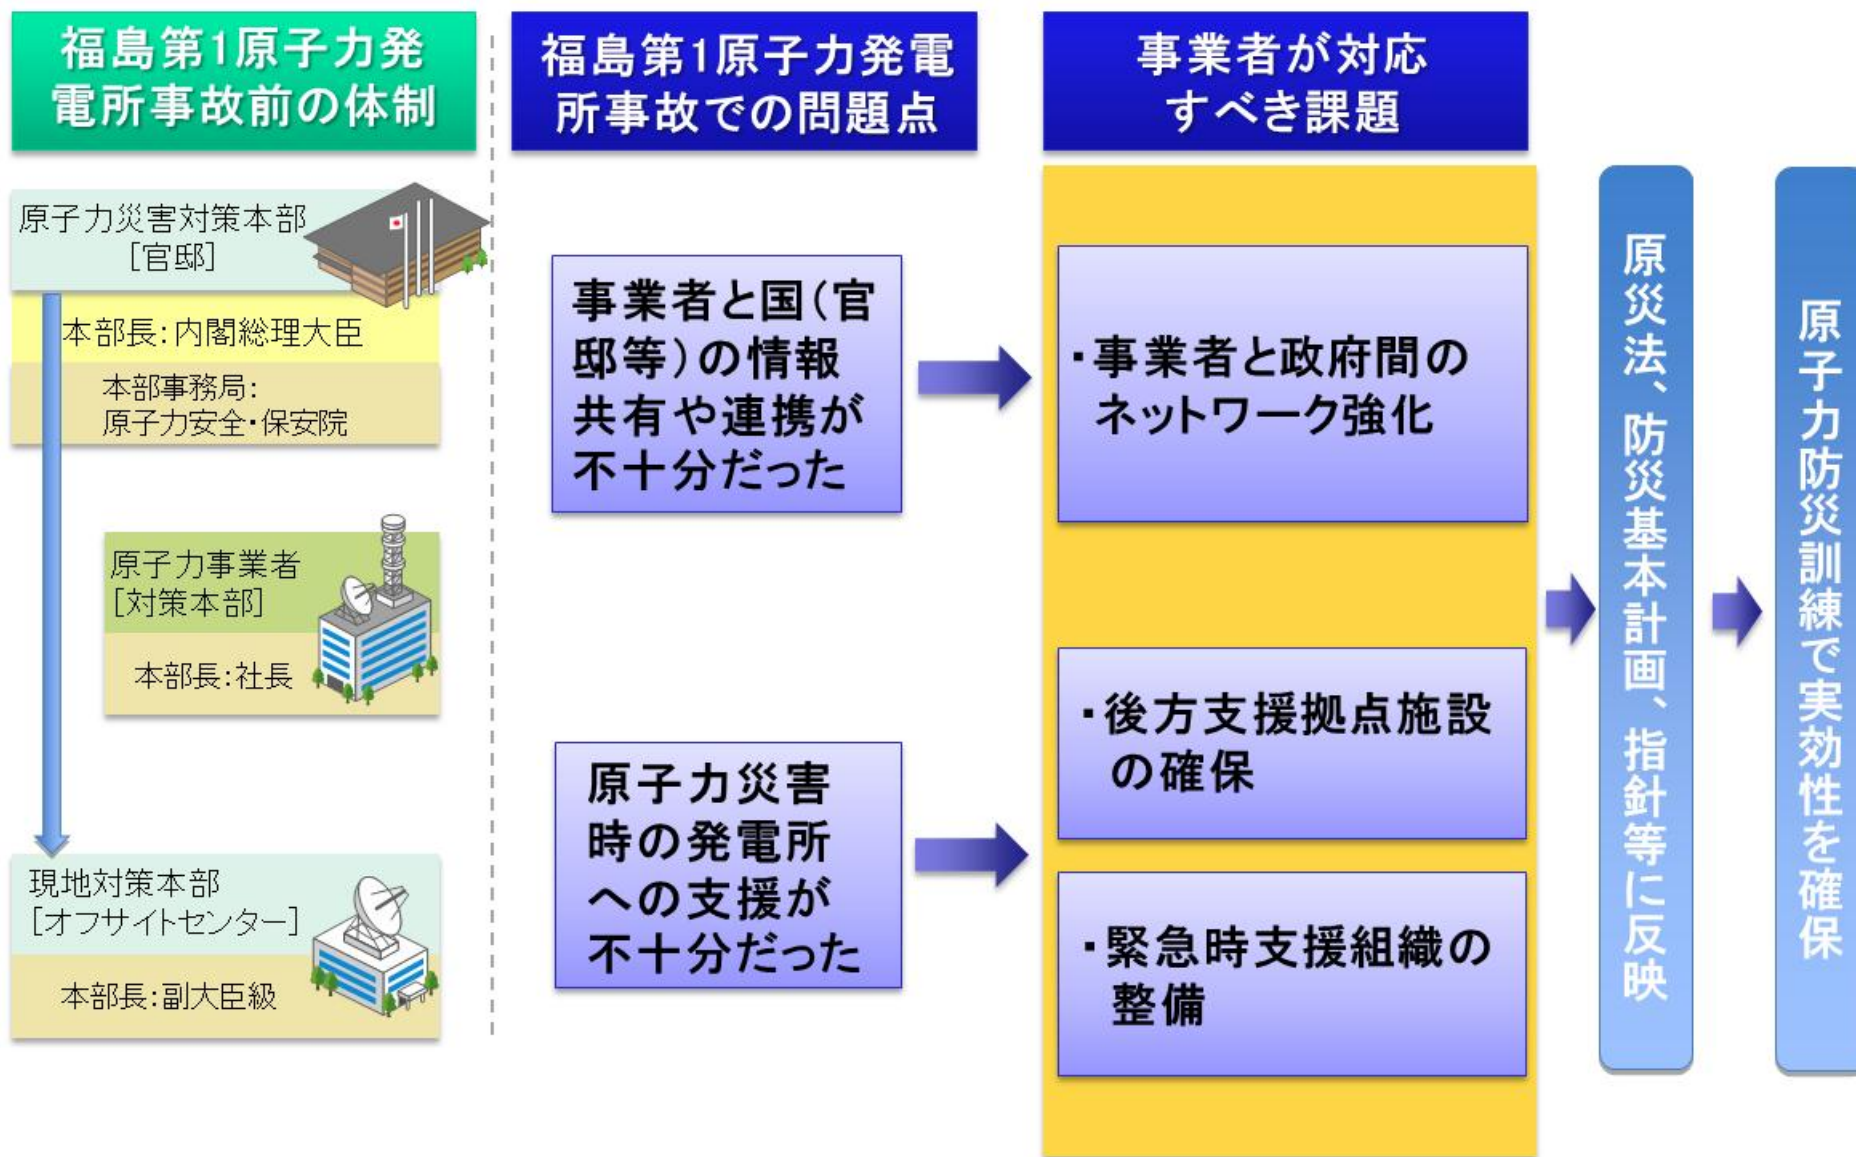 福島第1原子力発
電所事故前の体制
原子力災害対策本部
［官邸］
本部長：内閣総理大臣
本部事務局：
原子力安全・保安院
原子力事業者
［対策本部］
本部長：社長
現地対策本部
［オフサイトセンター］
本部長：副大臣級
福島第1原子力発電
所事故での問題点
事業者と国（官
邸等）の情報
共有や連携が
不十分だった
原子力災害
時の発電所
への支援が
不十分だった
事業者が対応
すべき課題
・事業者と政府間の
ネットワーク強化
・後方支援拠点施設
の確保
・緊急時支援組織の
整備
原災法、防災基本計画、指針等に反映
原子力防災訓練で実効性を確保